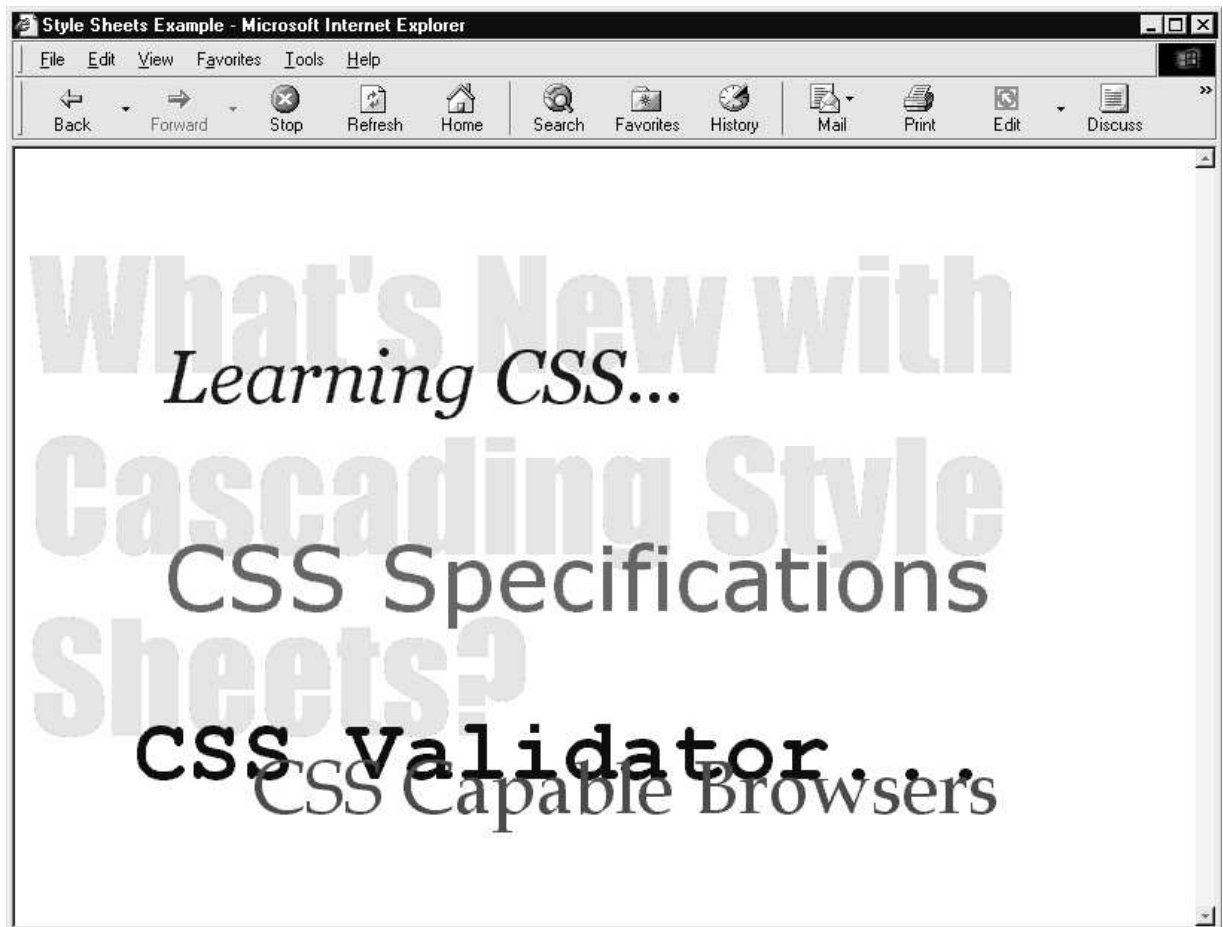 Style Sheets Example - Microsoft Internet Explorer
File Edit View Favorites Tools Help
Back Forward Stop Refresh Home Search Favorites History Mail Print Edit Discuss »
What's New with
Learning CSS...
Cascading Style
CSS Specifications
Sheets?
CSS Validator...
CSS Capable Browsers